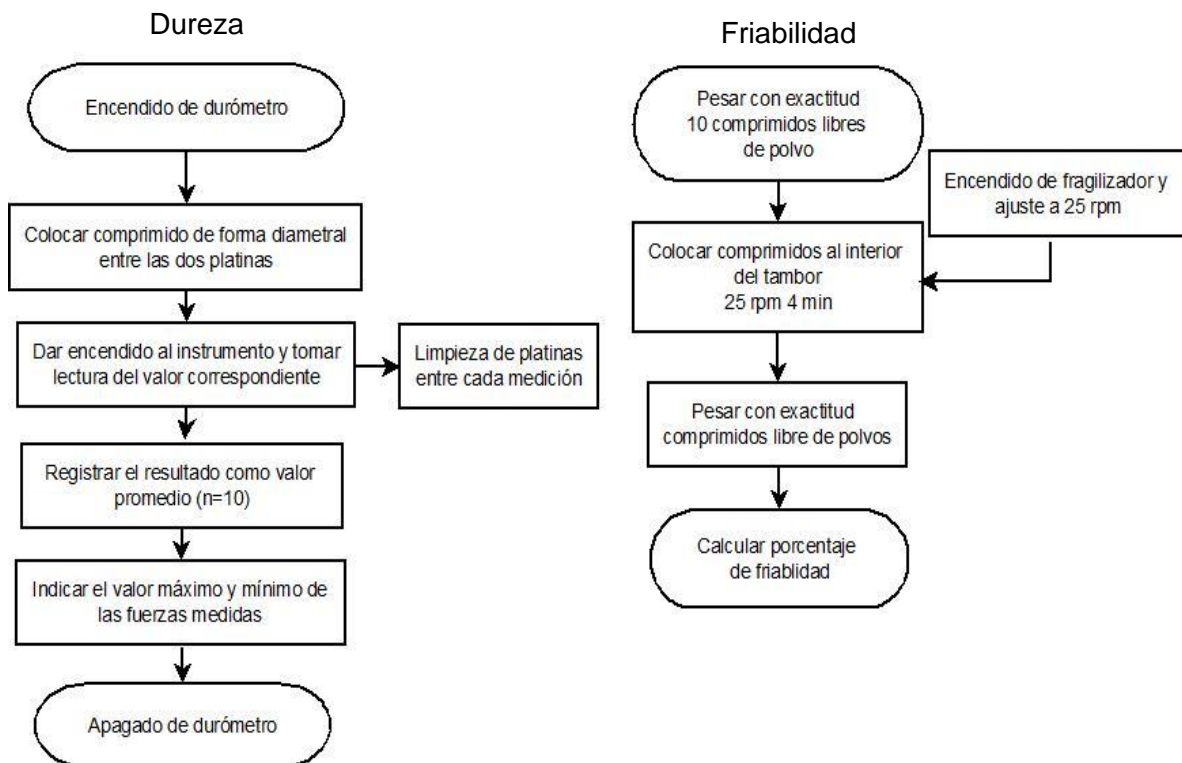 Dureza
Encendido de durómetro
Colocar comprimido de forma diametral
entre las dos platinas
Dar encendido al instrumento y tomar
lectura del valor correspondiente
Limpieza de platinas
entre cada medición
Registrar el resultado como valor
promedio (n=10)
Indicar el valor máximo y mínimo de
las fuerzas medidas
Apagado de durómetro
Friabilidad
Pesar con exactitud
10 comprimidos libres
de polvo
Encendido de fragilizador y
ajuste a 25 rpm
Colocar comprimidos al interior
del tambor
25 rpm 4 min
Pesar con exactitud
comprimidos libre de polvos
Calcular porcentaje
de friablidad